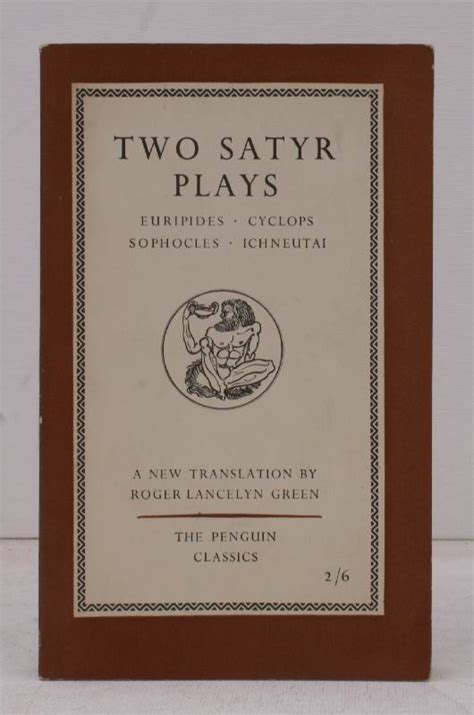 TWO SATYR
PLAYS
EURIPIDES · CYCLOPS
SOPHOCLES · ICHNEUTAI
A NEW TRANSLATION BY
ROGER LANCELYN GREEN
THE PENGUIN
CLASSICS
2/6